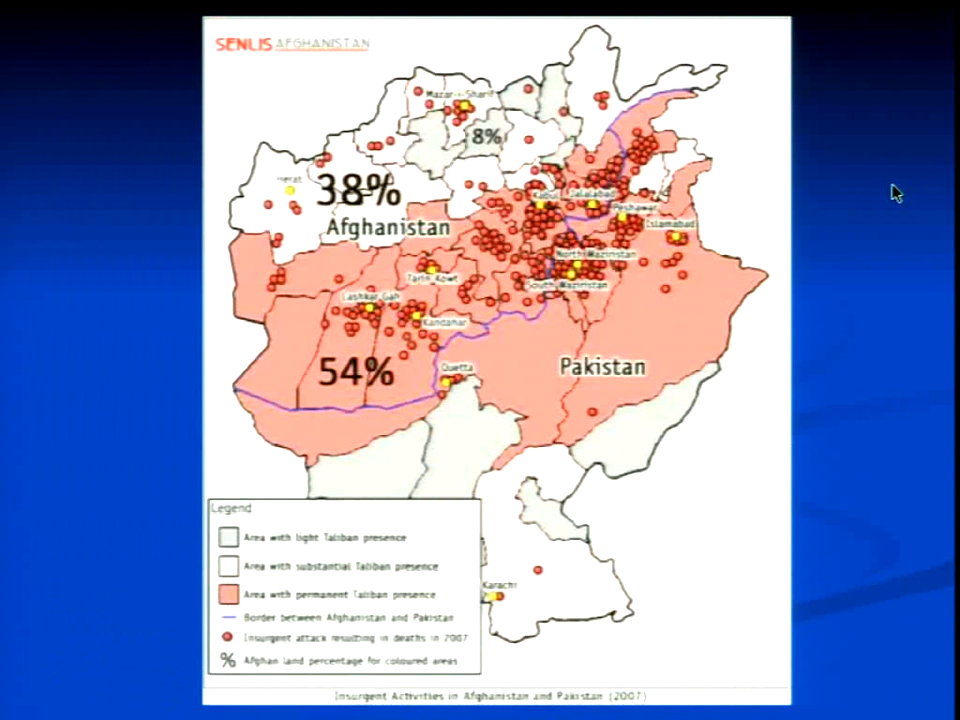 SENLIS AFGHANISTAN
Mazar-i-Sharif
8%
Herat
38%
Afghanistan
Kabul
Jalalabad
Peshawar
Islamabad
North Waziristan
South Waziristan
Tarin Kowt
Lashkar Gah
Kandahar
54%
Quetta
Pakistan
Karachi
Legend
Area with light Taliban presence
Area with substantial Taliban presence
Area with permanent Taliban presence
Border between Afghanistan and Pakistan
Insurgent attack resulting in deaths in 2007
% Afghan land percentage for coloured areas
Insurgent Activities in Afghanistan and Pakistan (2007)